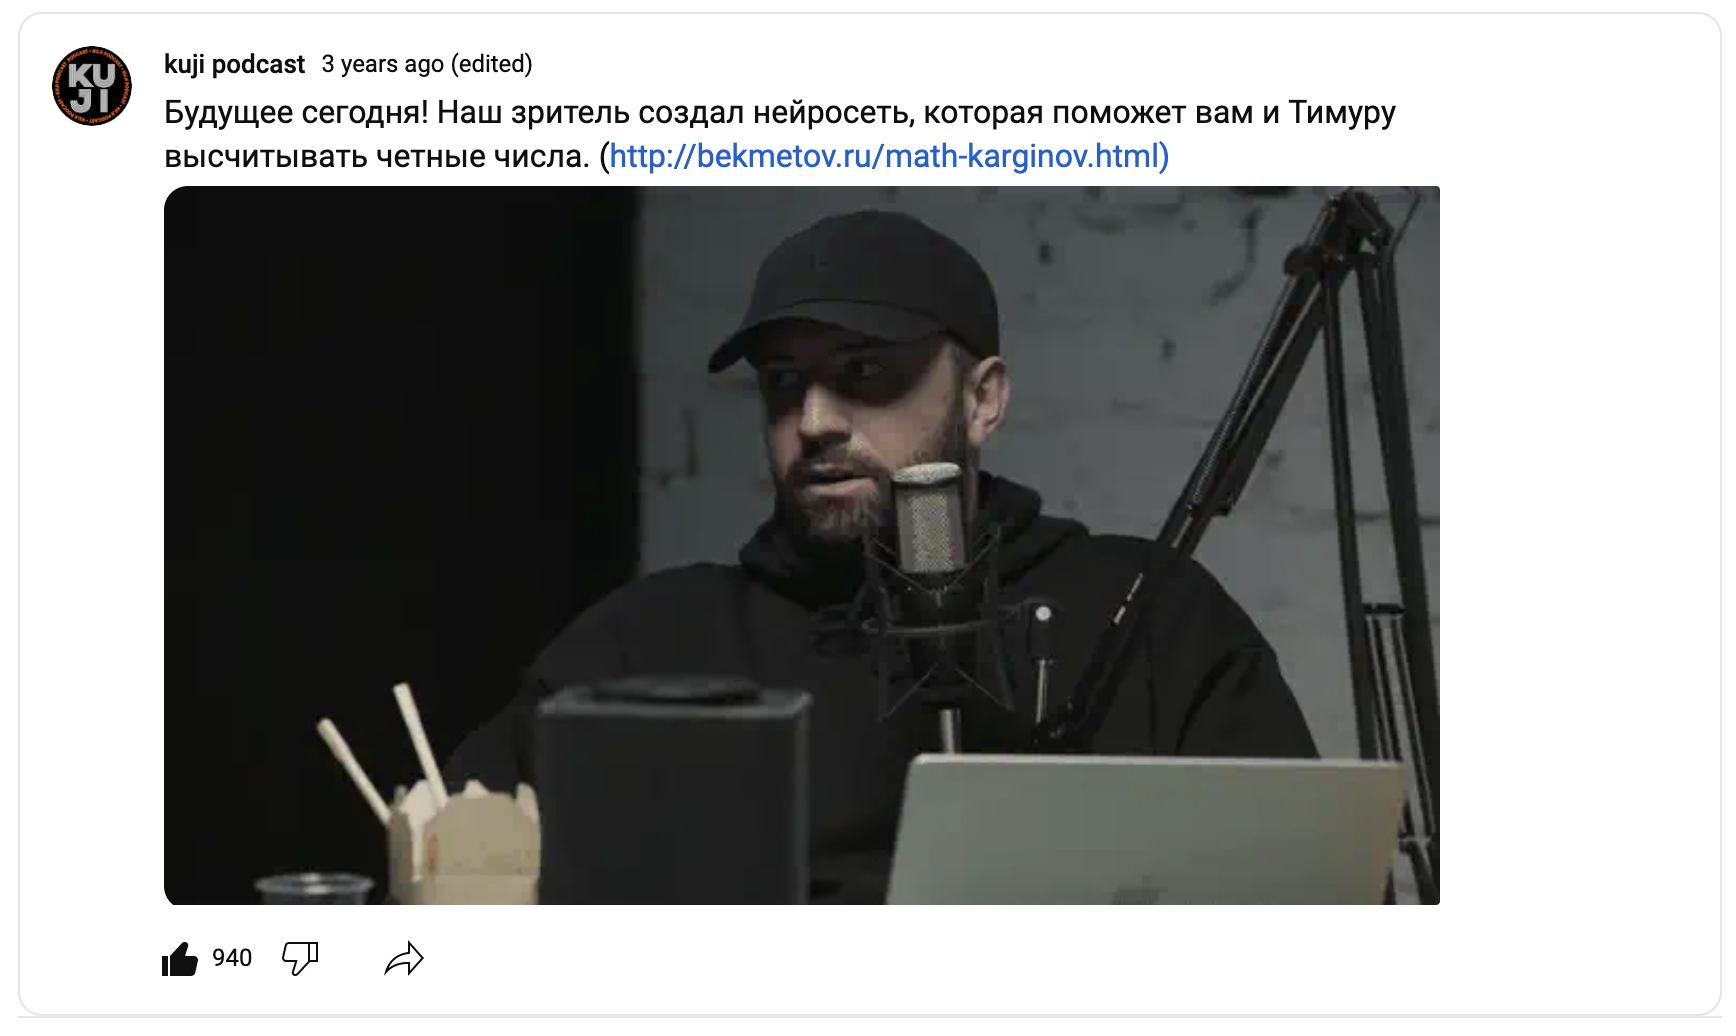 KU
JI
kuji podcast 3 years ago (edited)
Будущее сегодня! Наш зритель создал нейросеть, которая поможет вам и Тимуру
высчитывать четные числа. (http://bekmetov.ru/math-karginov.html)
940